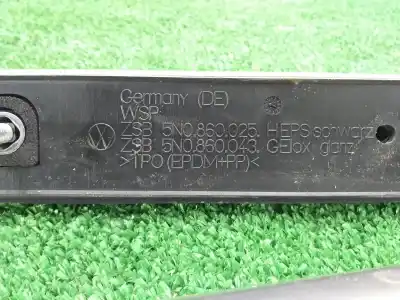 Germany (DE)
WSP
ZSB 5N0.860.025. HEPS schwarz
ZSB 5N0.860.043. GElox glanz
>TPO(EPDM+PP)<